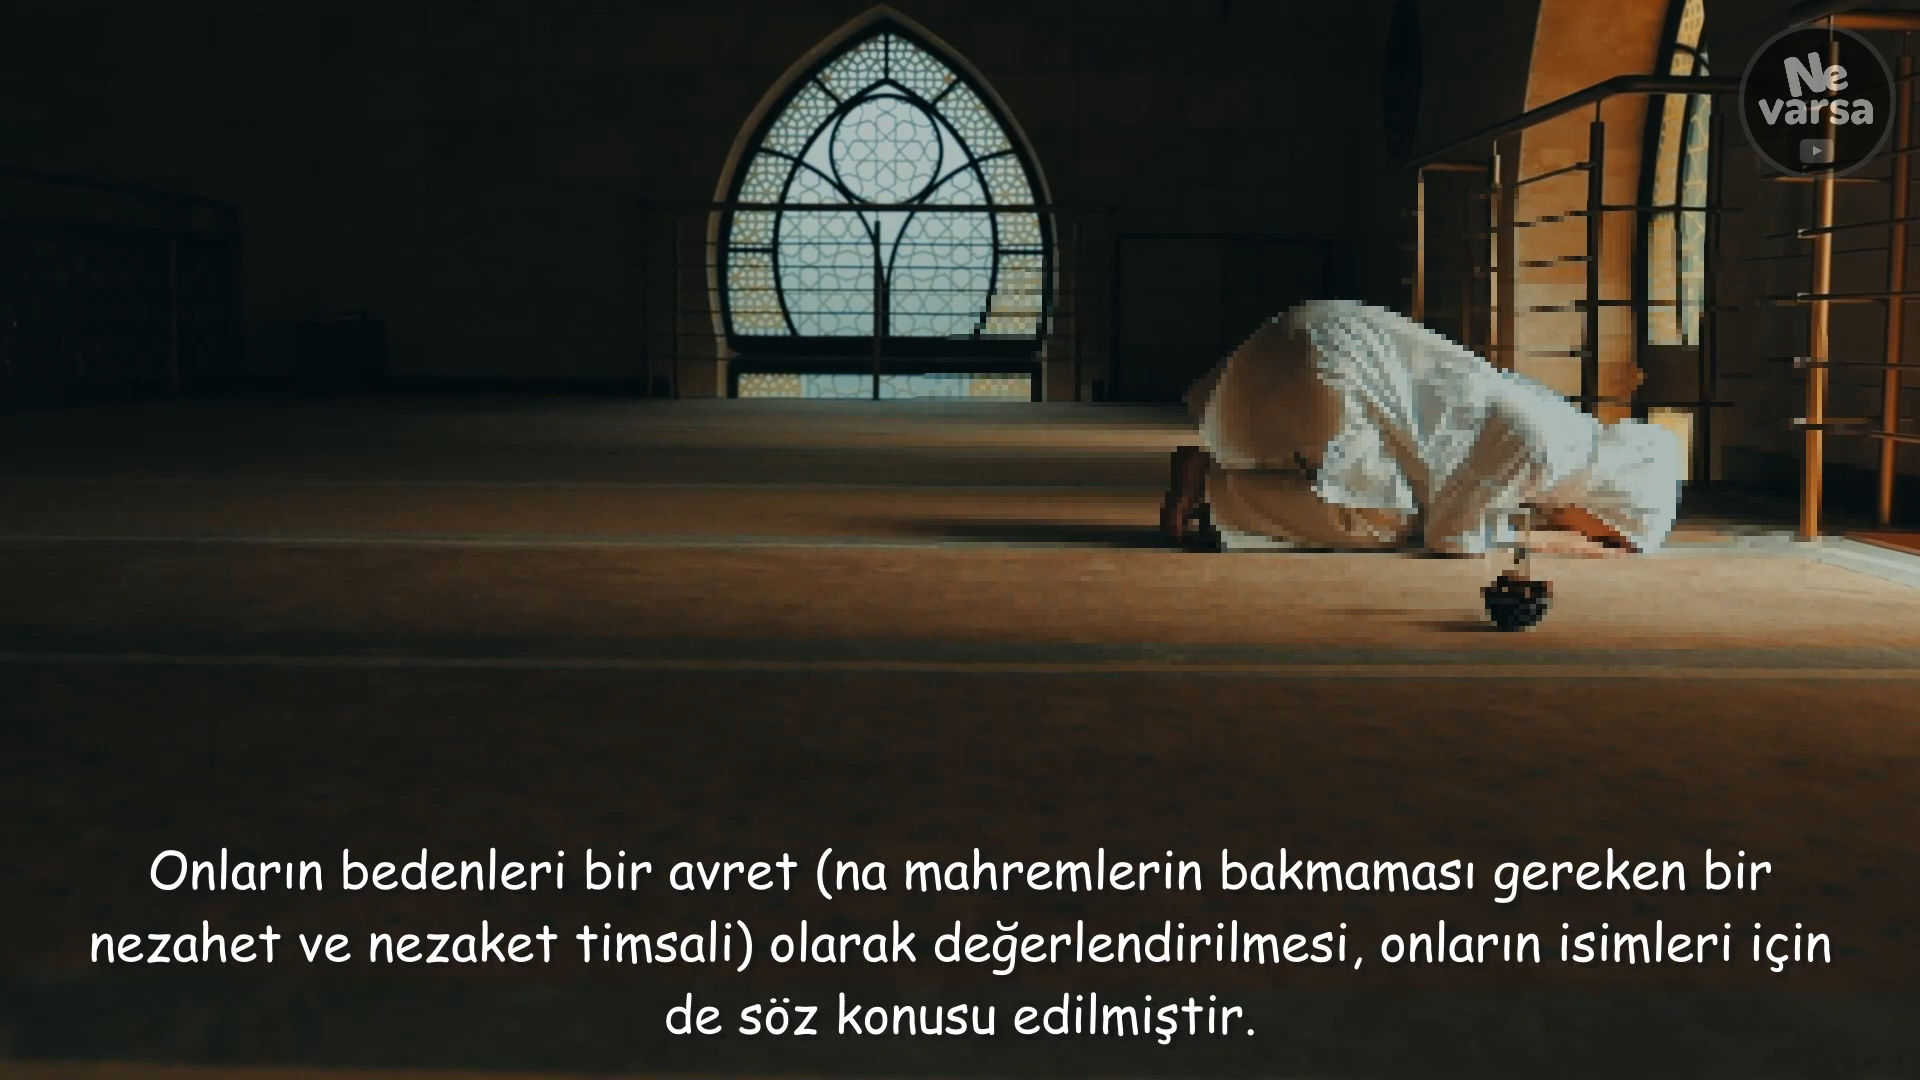 Ne
varsa
Onların bedenleri bir avret (na mahremlerin bakmaması gereken bir
nezahet ve nezaket timsali) olarak değerlendirilmesi, onların isimleri için
de söz konusu edilmiştir.